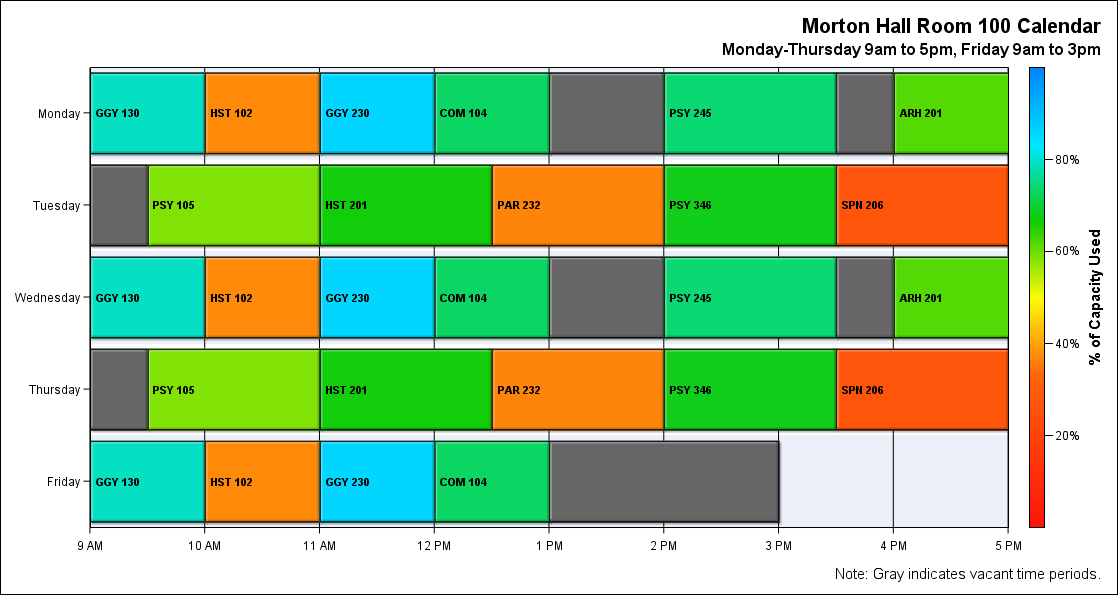 Morton Hall Room 100 Calendar
Monday-Thursday 9am to 5pm, Friday 9am to 3pm
Monday
GGY 130
HST 102
GGY 230
COM 104
PSY 245
ARH 201
Tuesday
PSY 105
HST 201
PAR 232
PSY 346
SPN 206
Wednesday
GGY 130
HST 102
GGY 230
COM 104
PSY 245
ARH 201
Thursday
PSY 105
HST 201
PAR 232
PSY 346
SPN 206
Friday
GGY 130
HST 102
GGY 230
COM 104
9 AM
10 AM
11 AM
12 PM
1 PM
2 PM
3 PM
4 PM
5 PM
80%
60%
40%
20%
% of Capacity Used
Note: Gray indicates vacant time periods.